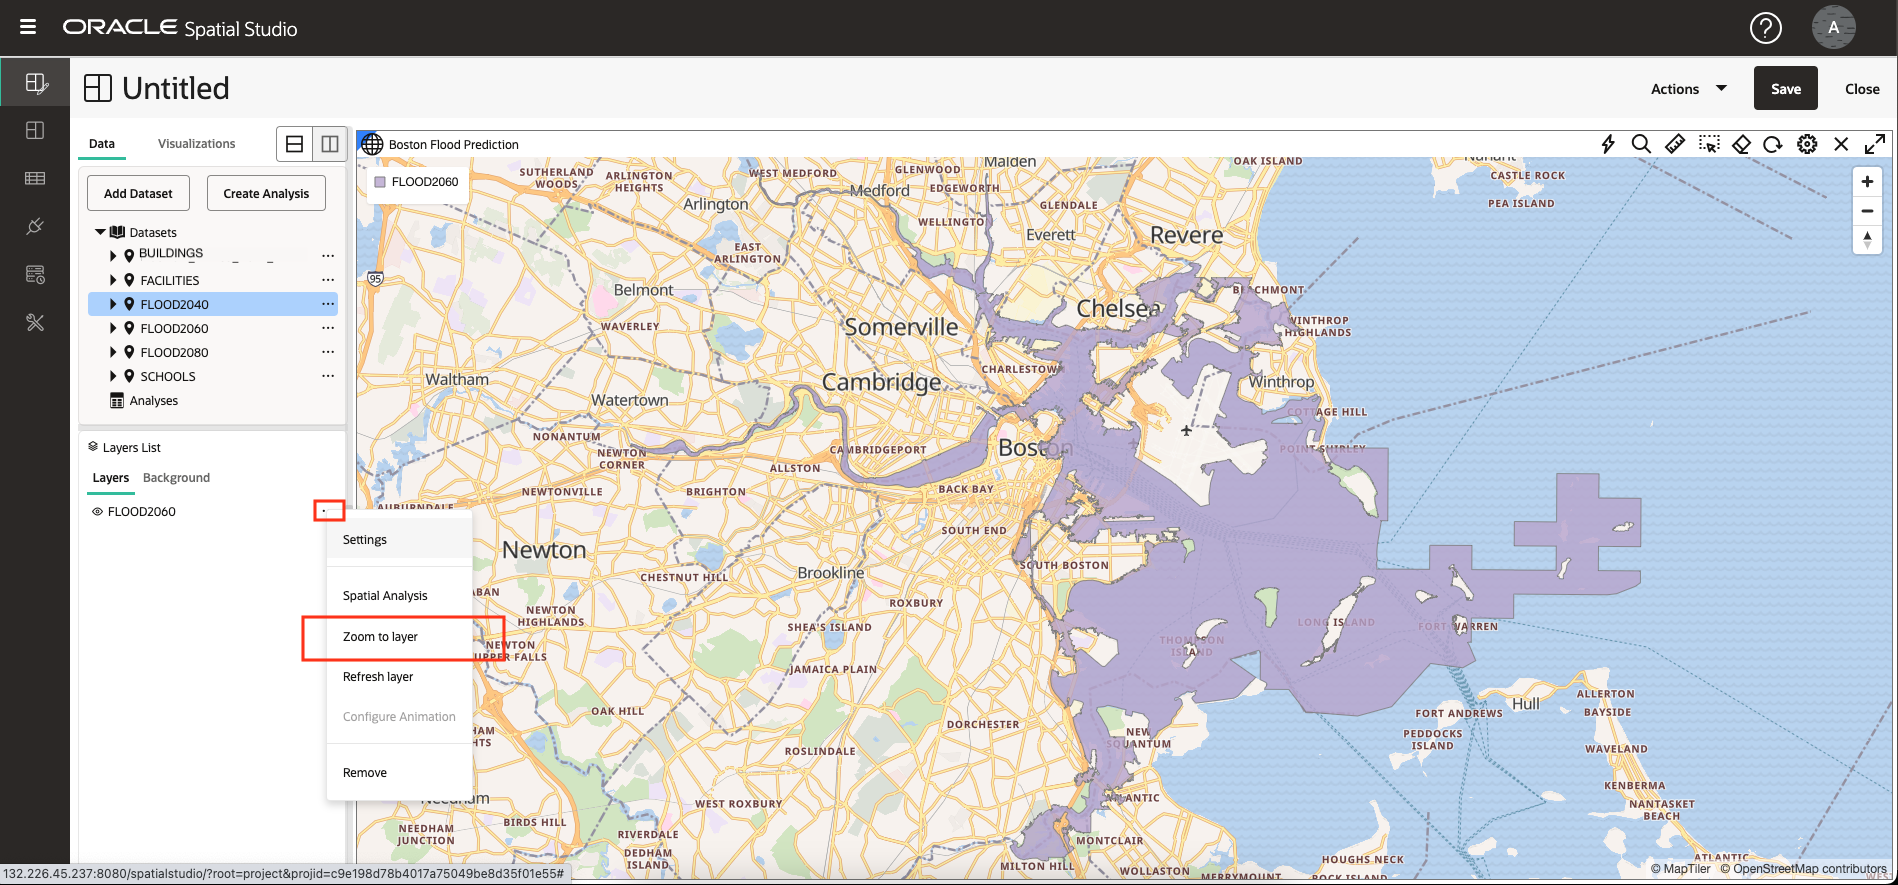 ORACLE Spatial Studio
A
Untitled
Actions
Save
Close
Data
Visualizations
Add Dataset
Create Analysis
Datasets
BUILDINGS
FACILITIES
FLOOD2040
FLOOD2060
FLOOD2080
SCHOOLS
Analyses
Layers List
Layers
Background
FLOOD2060
Settings
Spatial Analysis
Zoom to layer
Refresh layer
Configure Animation
Remove
Boston Flood Prediction
FLOOD2060
SUTHERLAND
WOODS
ARLINGTON
HEIGHTS
WEST MEDFORD
GLENWOOD
Malden
OAK ISLAND
CASTLE ROCK
PEA ISLAND
Medford
EDGEWORTH
Arlington
GLENDALE
WELLINGTO
Everett
Revere
EAST
ARLINGTON
95
Belmont
BEACHMONT
Chelsea
WAVERLEY
Somerville
WINTHROP
HIGHLANDS
CHARLESTOW
Waltham
Cambridge
Winthrop
Watertown
COTTAGE HILL
NONANTUM
NEWTON
CORNER
CAMBRIDGEPORT
Boston
POINT SHIRLEY
ALLSTON
NEWTONVILLE
BRIGHTON
BACK BAY
AUBURNDALE
SOUTH END
Newton
SOUTH BOSTON
CHESTNUT HILL
Brookline
ABAN
ROXBURY
NEWTON
HIGHLANDS
SHEA'S ISLAND
LONG ISLAND
FORT WARREN
THOMPSON
ISLAND
NEWTON
UPPER FALLS
JAMAICA PLAIN
ALLERTON
BAYSIDE
Hull
OAK HILL
FORT ANDREWS
DORCHESTER
PEDDOCKS
ISLAND
HAM
HTS
ROSLINDALE
NEW
SQUANTUM
WAVELAND
KENBERMA
Needham
WEST ROXBURY
ATLANTIC
NANTASKET
BEACH
BIRDS HILL
NEEDHAM
JUNCTION
RIVERDALE
DEDHAM
ISLAND
MONTCLAIR
MILTON HILL
HOUGHS NECK
ATLANTIC
WOLLASTON
MERRYMOUNT
ROCK ISLAND
© MapTiler © OpenStreetMap contributors
132.226.45.237:8080/spatialstudio/?root=project&projid=c9e198d78b4017a75049be8d35f01e55#